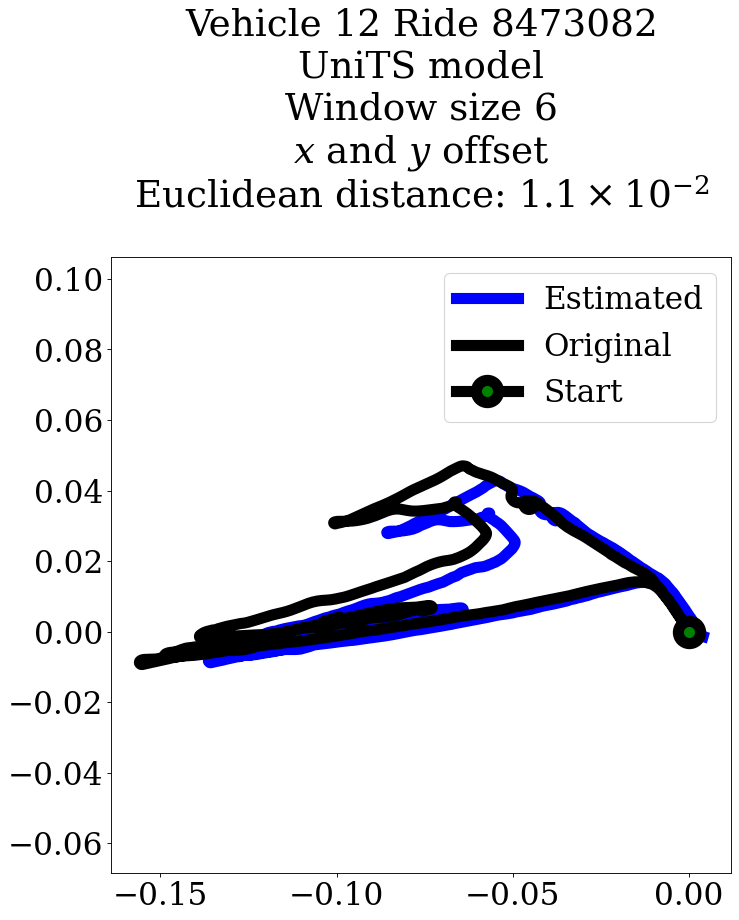 Vehicle 12 Ride 8473082
UniTS model
Window size 6
x and y offset
Euclidean distance: 1.1 × 10⁻²
Estimated
Original
Start
0.10
0.08
0.06
0.04
0.02
0.00
−0.02
−0.04
−0.06
−0.15 −0.10 −0.05 0.00